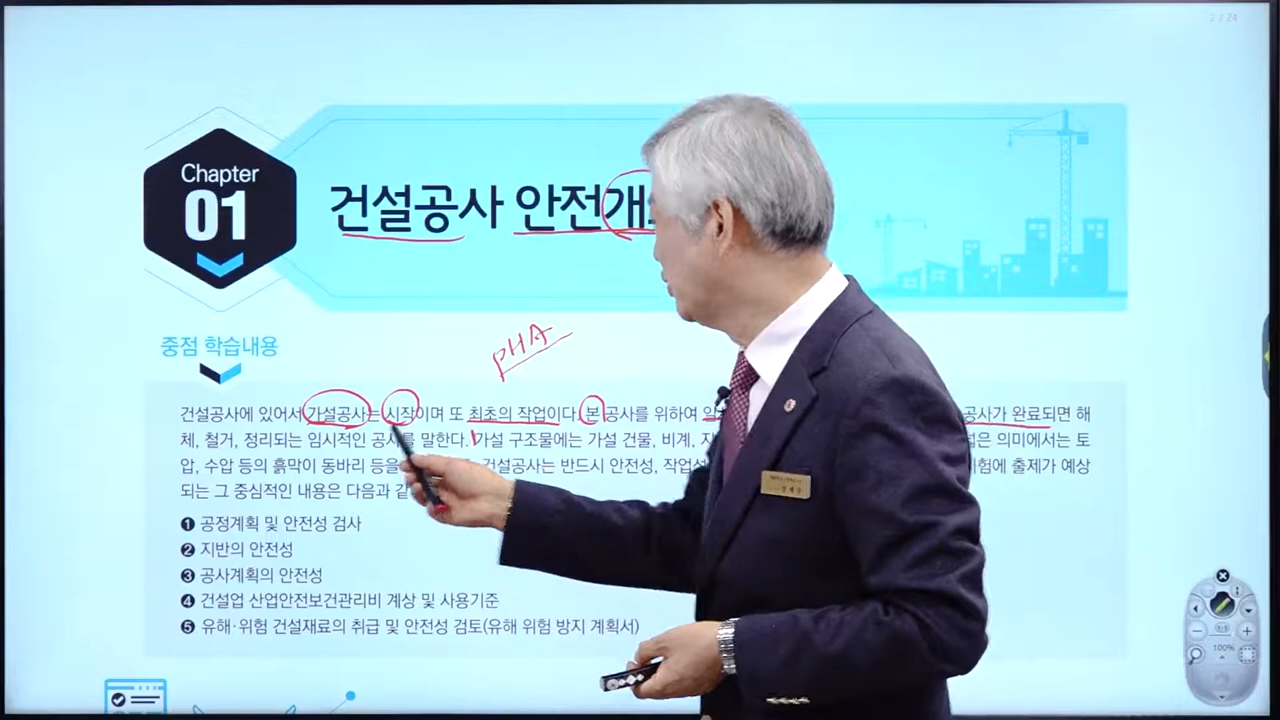 2 / 24
Chapter
01
건설공사 안전개
중점 학습내용
PHA
건설공사에 있어서 가설공사는 시작이며 또 최초의 작업이다. 본 공사를 위하여 공사가 완료되면 해
체, 철거, 정리되는 임시적인 공사를 말한다. 가설 구조물에는 가설 건물, 비계, 은 의미에서는 토
압, 수압 등의 흙막이 동바리 등을 건설공사는 반드시 안전성, 작업성 출제가 예상
되는 그 중심적인 내용은 다음과 같
❶ 공정계획 및 안전성 검사
❷ 지반의 안전성
❸ 공사계획의 안전성
❹ 건설업 산업안전보건관리비 계상 및 사용기준
❺ 유해·위험 건설재료의 취급 및 안전성 검토(유해 위험 방지 계획서)
100%